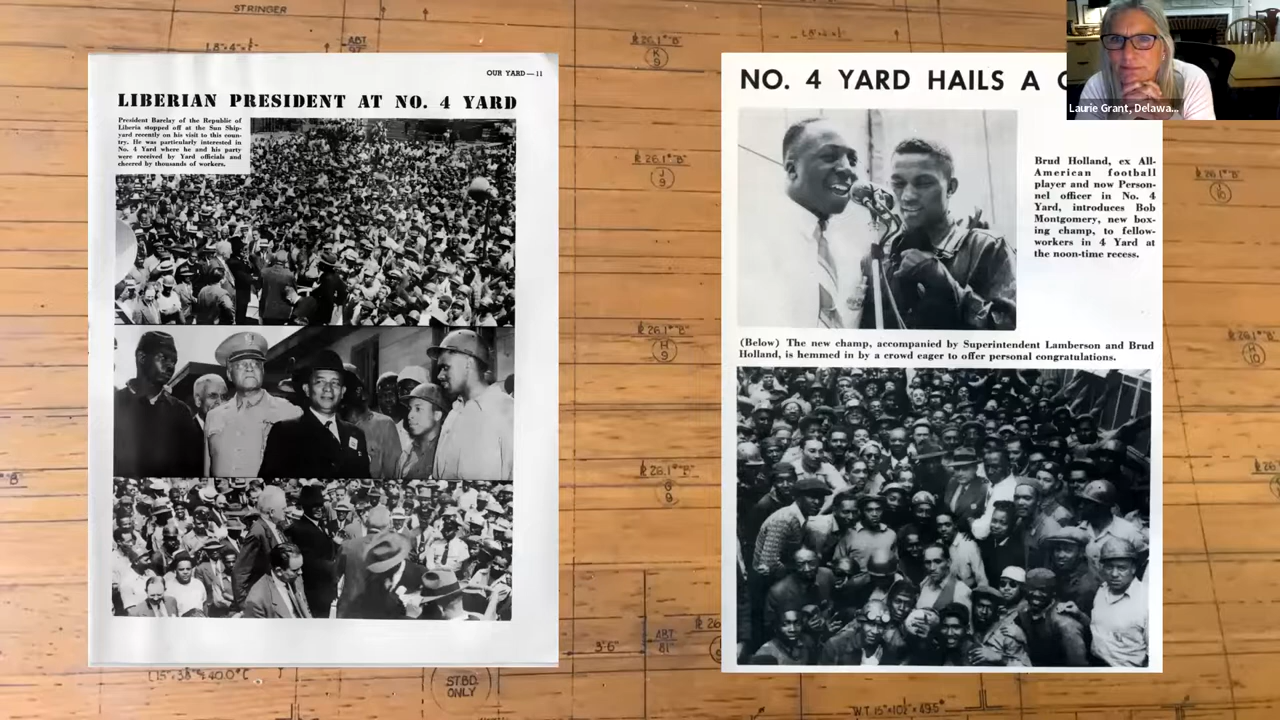 STRINGER
OUR YARD—11
LIBERIAN PRESIDENT AT NO. 4 YARD
President Barclay of the Republic of
Liberia stopped off at the Sun Ship-
yard recently on his visit to this coun-
try. He was particularly interested in
No. 4 Yard where he and his party
were received by Yard officials and
cheered by thousands of workers.
NO. 4 YARD HAILS A
Brud Holland, ex All-
American football
player and now Person-
nel officer in No. 4
Yard, introduces Bob
Montgomery, new box-
ing champ, to fellow-
workers in 4 Yard at
the noon-time recess.
(Below) The new champ, accompanied by Superintendent Lamberson and Brud
Holland, is hemmed in by a crowd eager to offer personal congratulations.
Laurie Grant, Delawa...
3'6"
ABT
81'
STBD.
ONLY